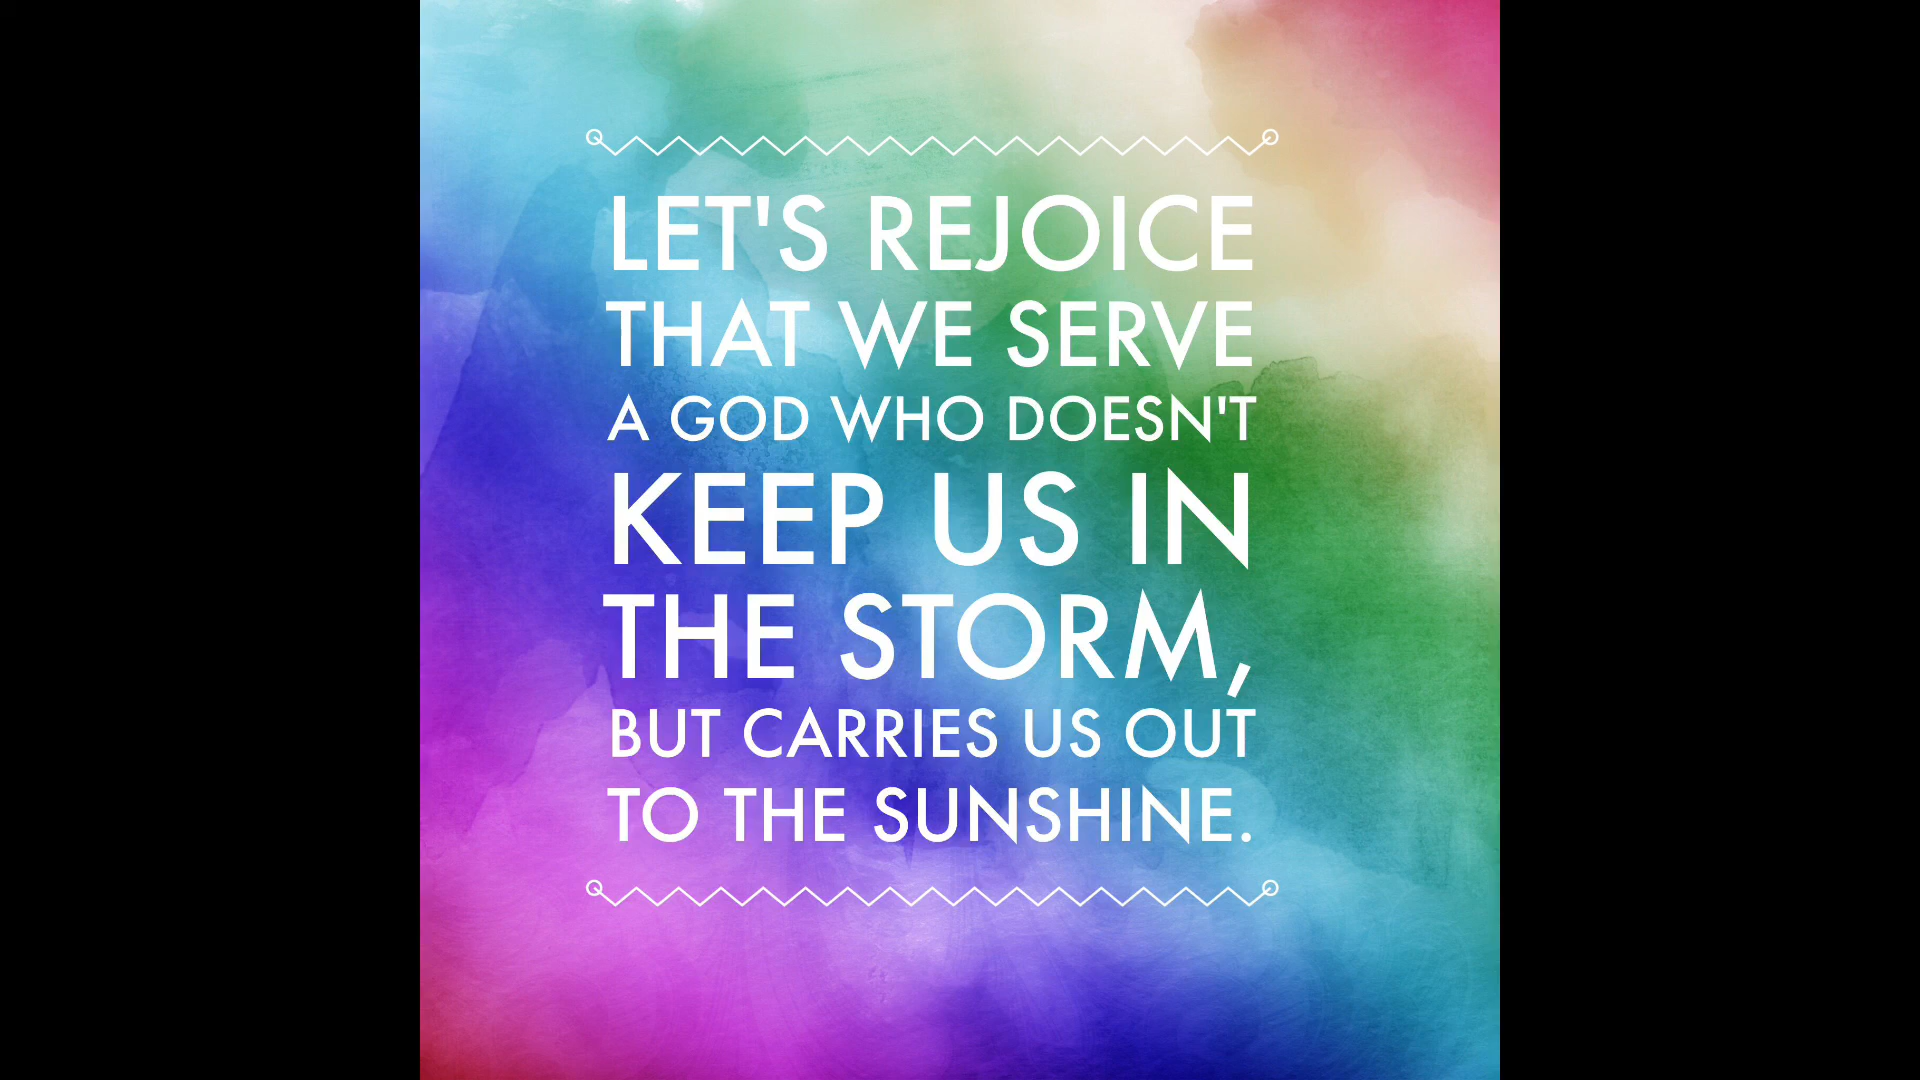 LET'S REJOICE
THAT WE SERVE
A GOD WHO DOESN'T
KEEP US IN
THE STORM,
BUT CARRIES US OUT
TO THE SUNSHINE.